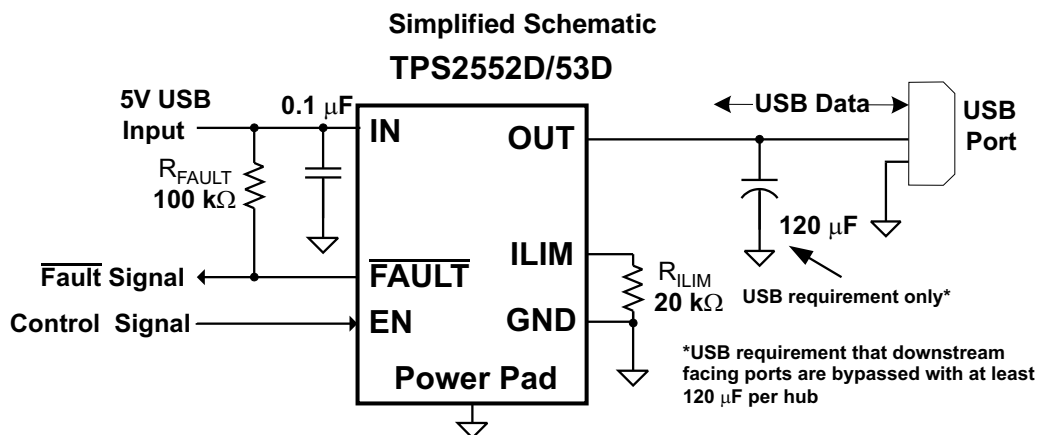 Simplified Schematic
TPS2552D/53D
5V USB
Input
0.1 μF
IN
OUT
USB Data
USB
Port
RFAULT
100 kΩ
120 μF
USB requirement only*
Fault Signal
FAULT
ILIM
RILIM
20 kΩ
Control Signal
EN
GND
Power Pad
*USB requirement that downstream
facing ports are bypassed with at least
120 μF per hub